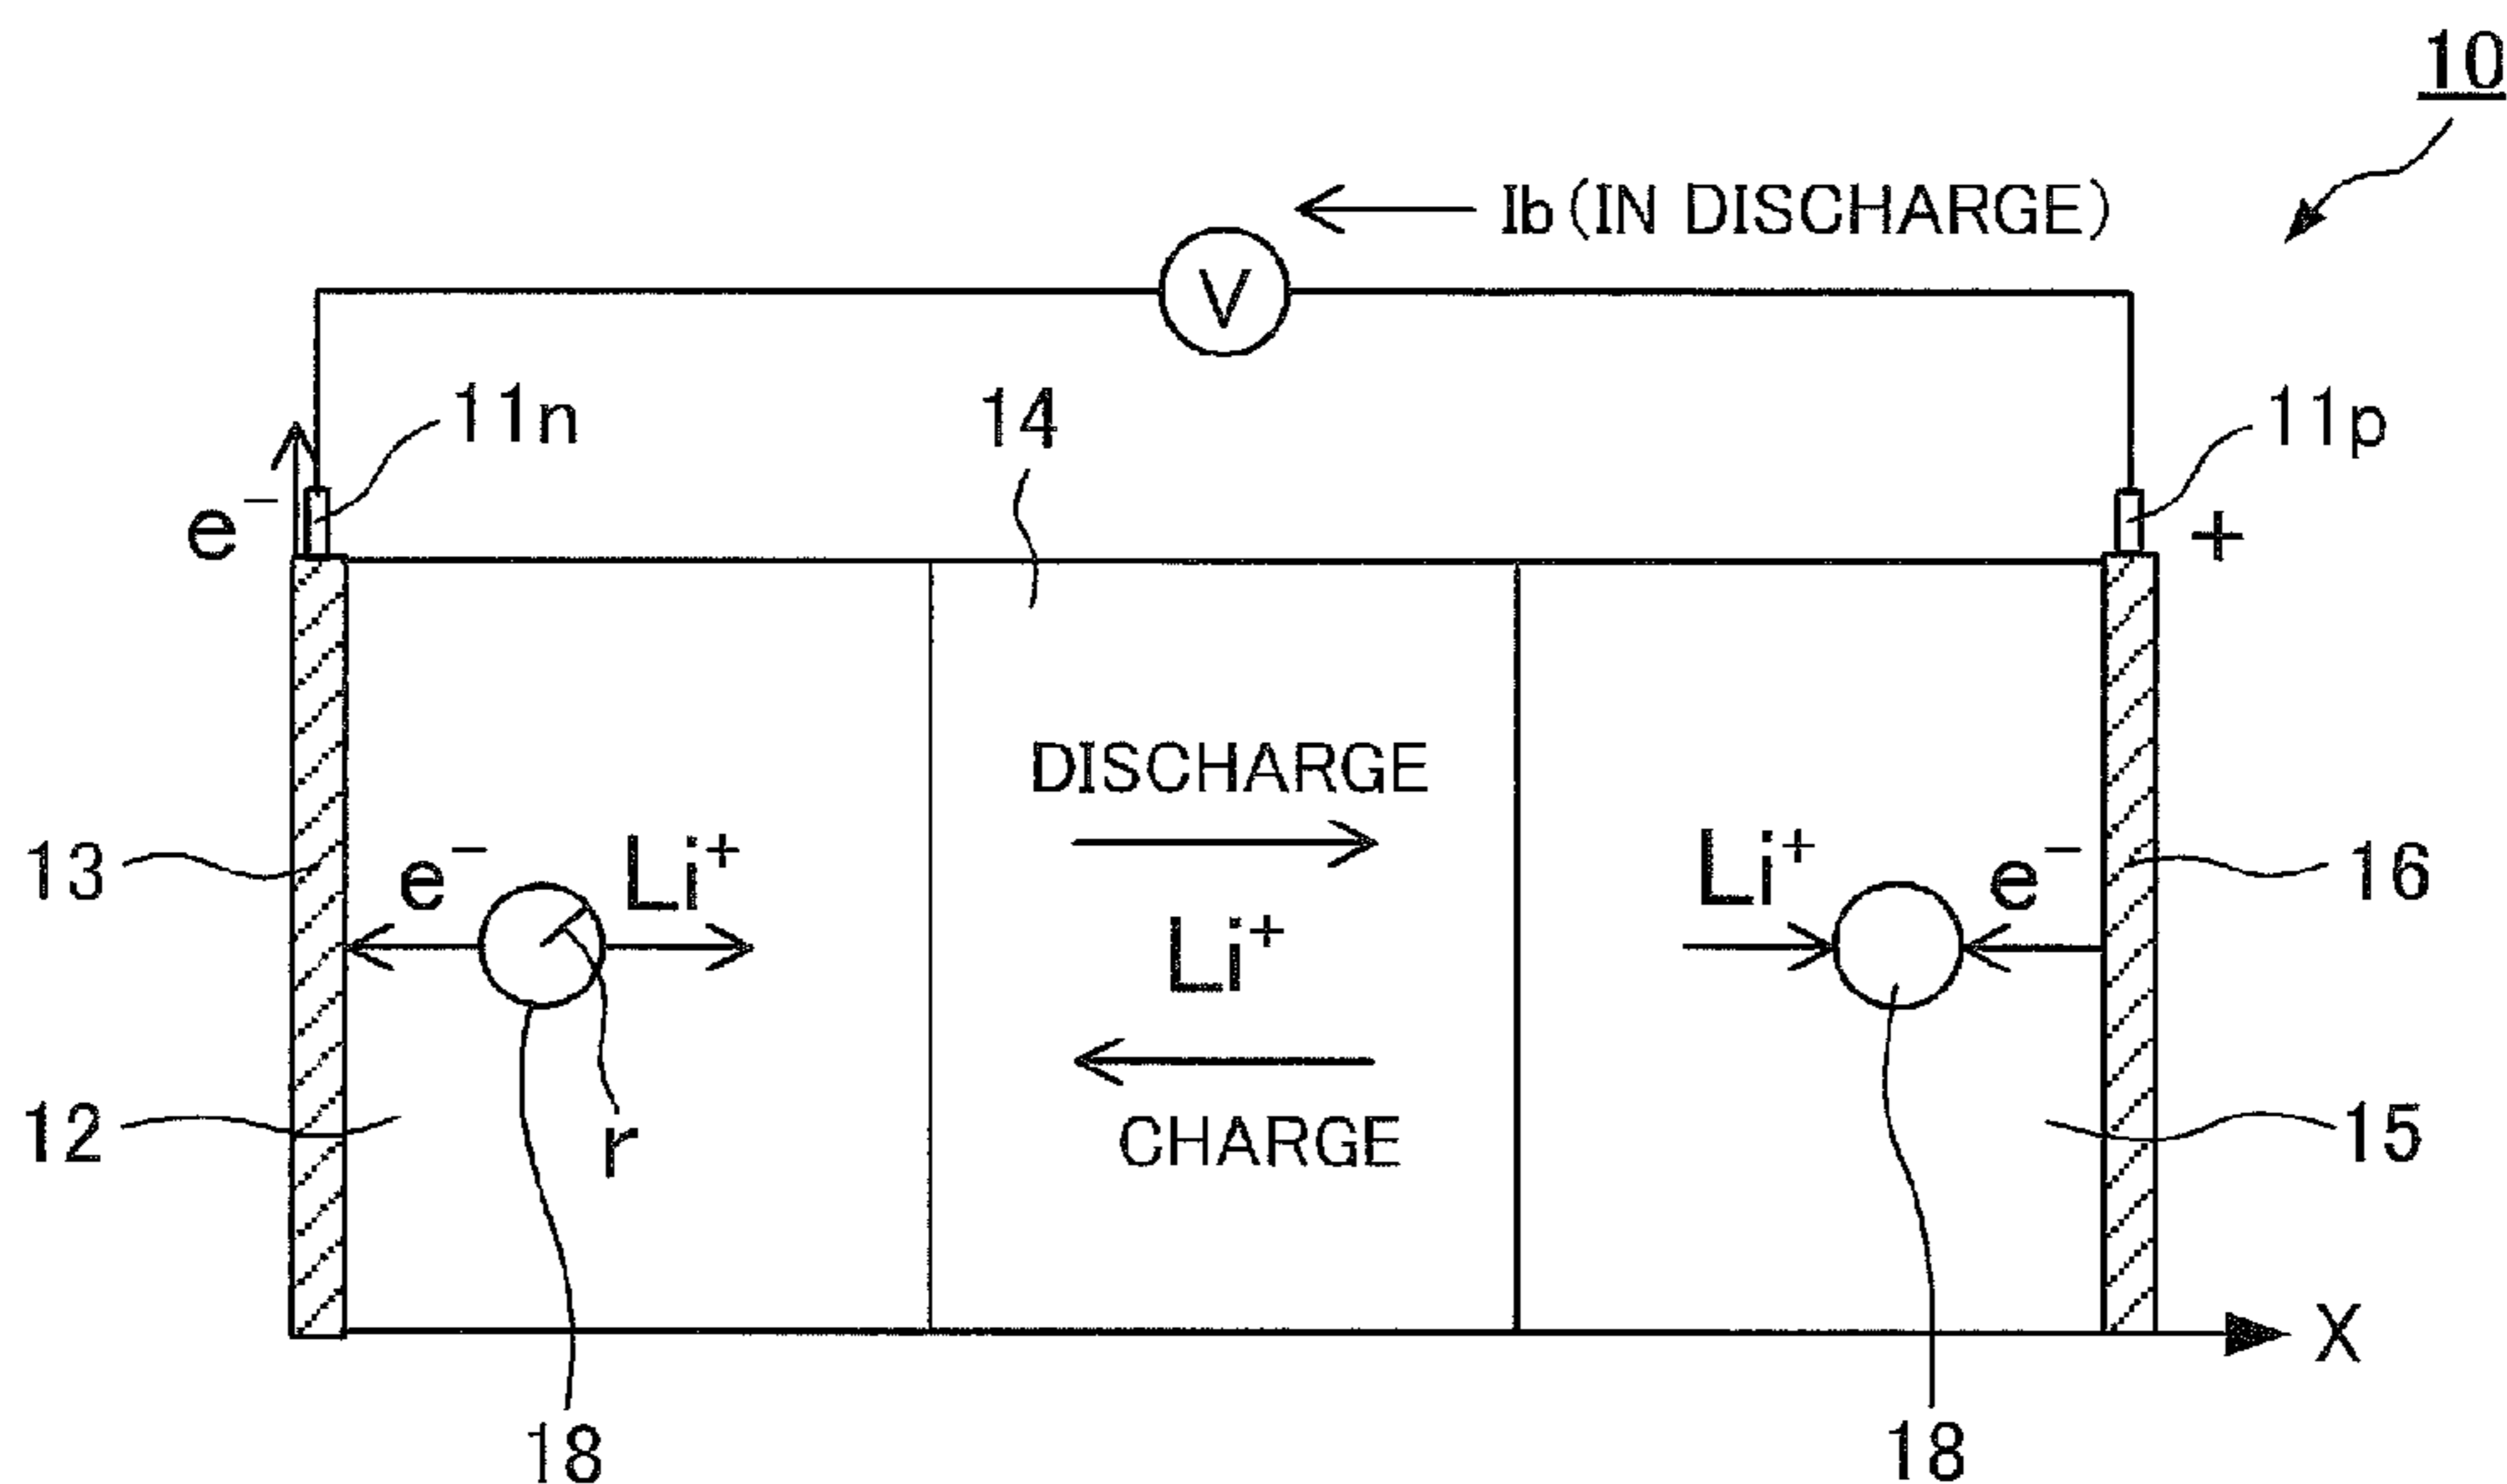 10
Ib (IN DISCHARGE)
V
11n
14
11p
e⁻
+
DISCHARGE
13
e⁻
Li⁺
Li⁺
e⁻
16
Li⁺
12
r
CHARGE
15
X
18
18